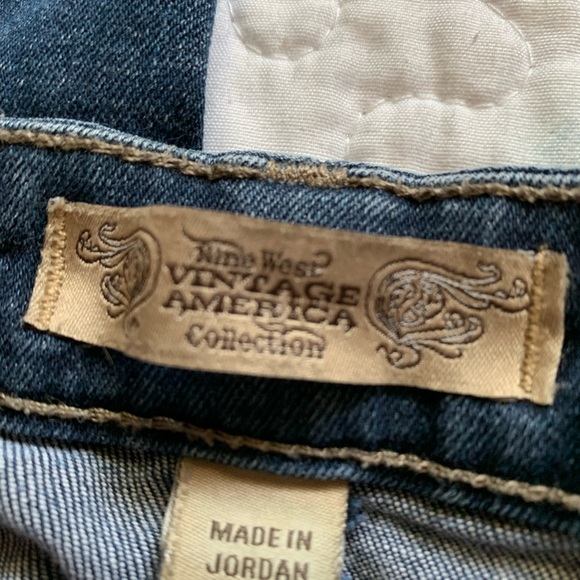 Nine West
VINTAGE
AMERICA
Collection
MADE IN
JORDAN